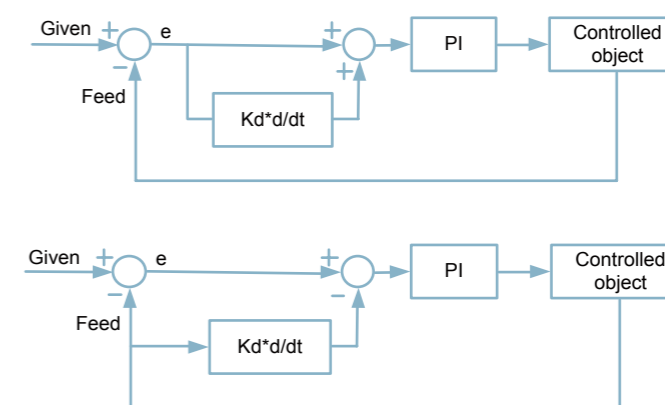 Given + e + PI Controlled
object
−
Feed +
Kd*d/dt
Given + e + PI Controlled
object
− −
Feed
Kd*d/dt